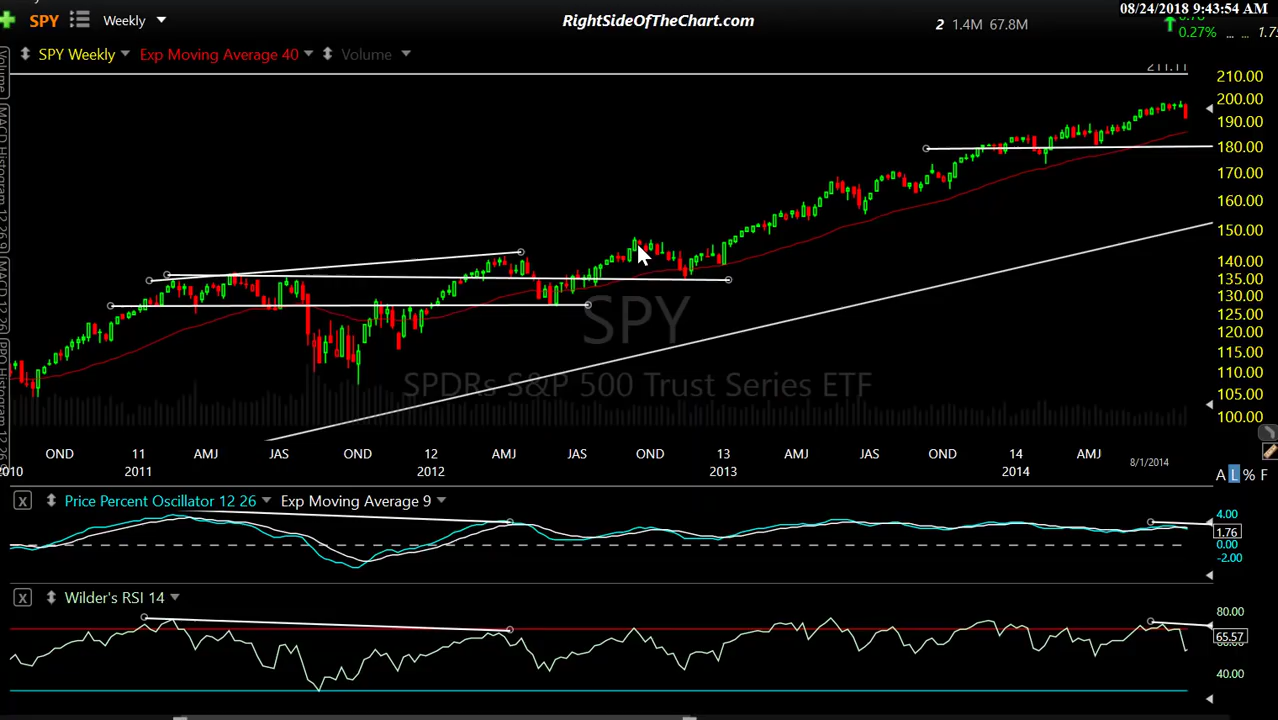 SPY
Weekly
RightSideOfTheChart.com
08/24/2018 9:43:54 AM
2 1.4M 67.8M
0.27% ... ...
SPY Weekly Exp Moving Average 40 Volume
210.00
200.00
190.00
180.00
170.00
160.00
150.00
140.00
135.00
130.00
125.00
120.00
115.00
110.00
105.00
100.00
SPY
SPDRs S&P 500 Trust Series ETF
OND 11 AMJ JAS OND 12 AMJ JAS OND 13 AMJ JAS OND 14 AMJ
2010 2011 2012 2013 2014
8/1/2014
A L % F
X Price Percent Oscillator 12 26 Exp Moving Average 9
4.00
1.76
0.00
-2.00
X Wilder's RSI 14
80.00
65.57
40.00